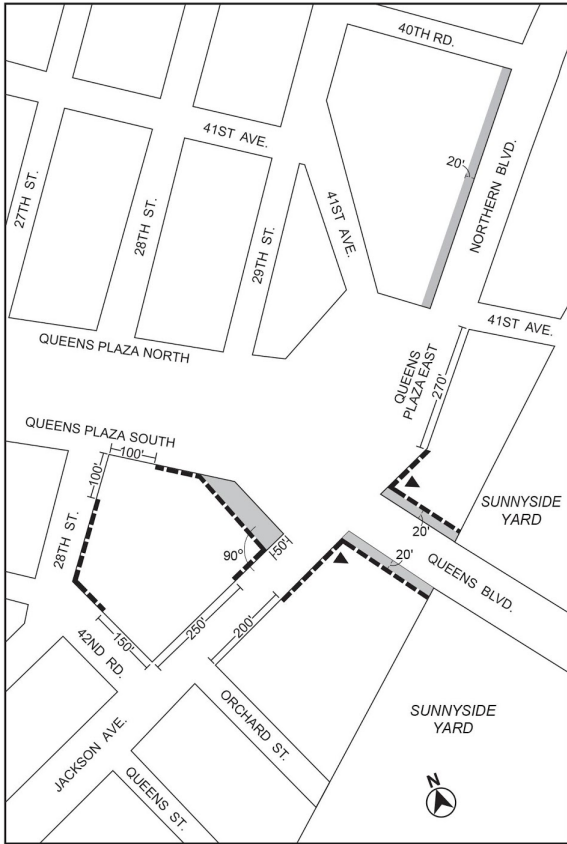 40TH RD.
41ST AVE.
20'
NORTHERN BLVD.
27TH ST.
28TH ST.
29TH ST.
41ST AVE.
41ST AVE.
QUEENS PLAZA NORTH
QUEENS
PLAZA EAST
270'
QUEENS PLAZA SOUTH
100'
100'
28TH ST.
SUNNYSIDE
YARD
20'
90°
50'
20'
QUEENS BLVD.
150'
250'
200'
42ND RD.
ORCHARD ST.
SUNNYSIDE
YARD
JACKSON AVE.
QUEENS ST.
N